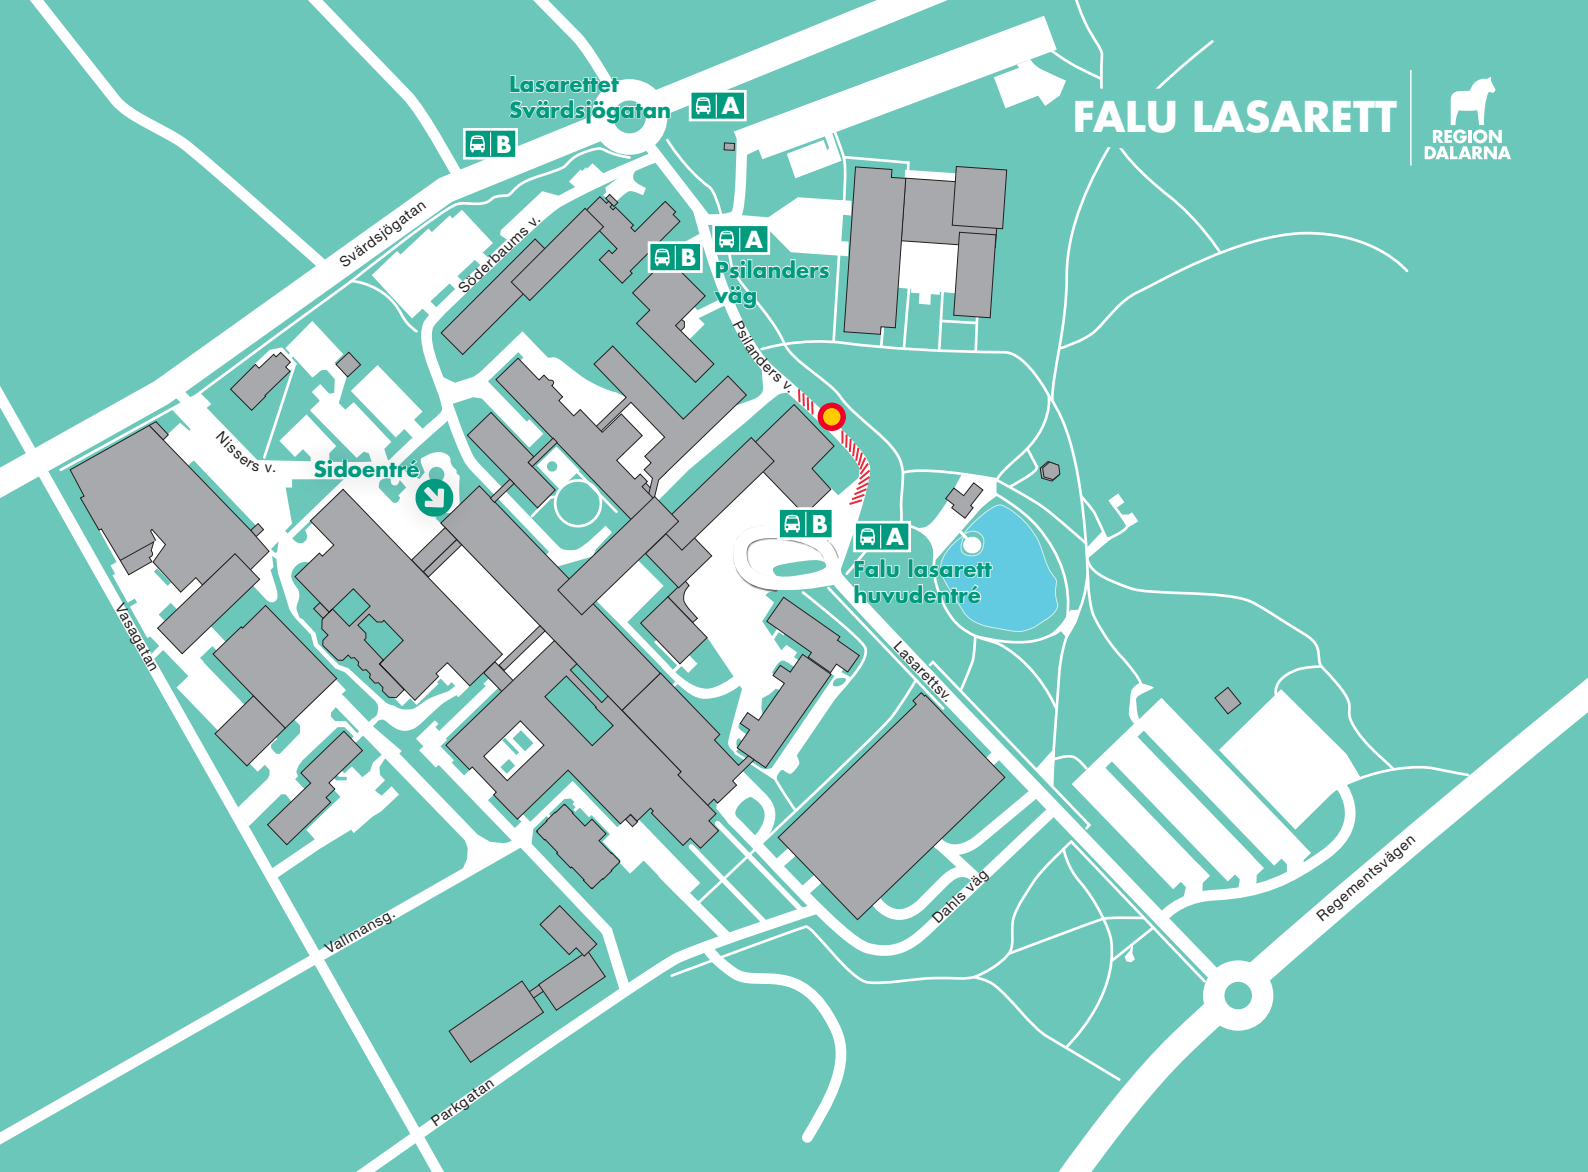 Lasarettet
Svärdsjögatan
A
B
FALU LASARETT
REGION
DALARNA
Svärdsjögatan
Söderbaums v.
A
B
Psilanders
väg
Psilanders v.
Nissers v.
Sidoentré
B
A
Falu lasarett
huvudentré
Vasagatan
Lasarettsv.
Dahls väg
Regementsvägen
Vallmansg.
Parkgatan